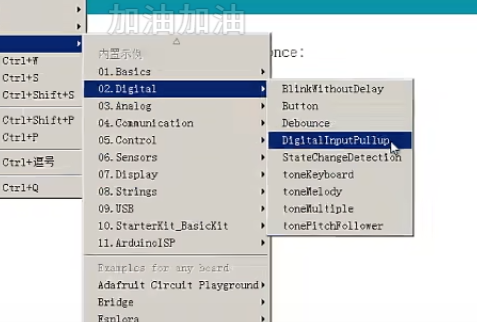 加油加油
once:
Ctrl+W
Ctrl+S
Ctrl+Shift+S
Ctrl+Shift+P
Ctrl+P
Ctrl+逗号
Ctrl+Q
内置示例
01.Basics
02.Digital
03.Analog
04.Communication
05.Control
06.Sensors
07.Display
08.Strings
09.USB
10.StarterKit_BasicKit
11.ArduinoISP
Examples for any board
Adafruit Circuit Playground
Bridge
Esplora
BlinkWithoutDelay
Button
Debounce
DigitalInputPullup
StateChangeDetection
toneKeyboard
toneMelody
toneMultiple
tonePitchFollower